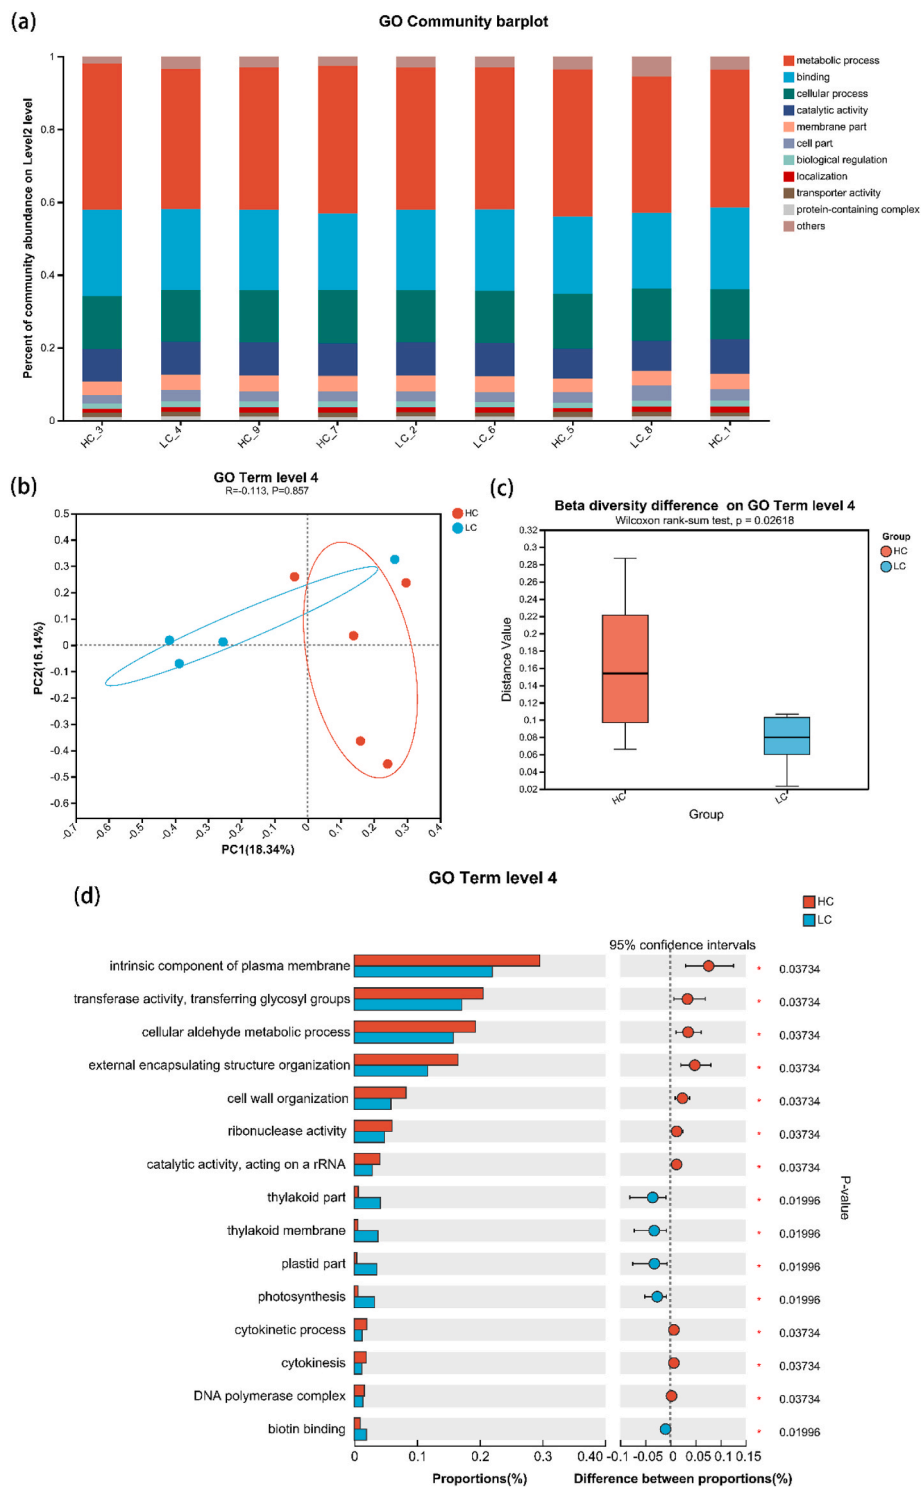 (a)
GO Community barplot
Percent of community abundance on Level2 level
1
0.8
0.6
0.4
0.2
0
HC_3
LC_4
HC_9
HC_7
LC_2
LC_6
HC_5
LC_8
HC_1
metabolic process
binding
cellular process
catalytic activity
membrane part
cell part
biological regulation
localization
transporter activity
protein-containing complex
others
(b)
GO Term level 4
R=-0.113, P=0.857
HC
LC
PC2(16.14%)
0.5
0.4
0.3
0.2
0.1
0
-0.1
-0.2
-0.3
-0.4
-0.5
-0.6
-0.7
-0.6
-0.5
-0.4
-0.3
-0.2
-0.1
0
0.1
0.2
0.3
0.4
PC1(18.34%)
(c)
Beta diversity difference on GO Term level 4
Wilcoxon rank-sum test, p = 0.02618
Group
HC
LC
Distance Value
0.32
0.3
0.28
0.26
0.24
0.22
0.2
0.18
0.16
0.14
0.12
0.1
0.08
0.06
0.04
0.02
HC
LC
Group
(d)
GO Term level 4
HC
LC
95% confidence intervals
intrinsic component of plasma membrane * 0.03734
transferase activity, transferring glycosyl groups * 0.03734
cellular aldehyde metabolic process * 0.03734
external encapsulating structure organization * 0.03734
cell wall organization * 0.03734
ribonuclease activity * 0.03734
catalytic activity, acting on a rRNA * 0.03734
thylakoid part * 0.01996
thylakoid membrane * 0.01996
plastid part * 0.01996
photosynthesis * 0.01996
cytokinetic process * 0.03734
cytokinesis * 0.03734
DNA polymerase complex * 0.03734
biotin binding * 0.01996
P-value
0 0.1 0.2 0.3 0.40 -0.1 -0.05 0 0.05 0.1 0.15
Proportions(%) Difference between proportions(%)